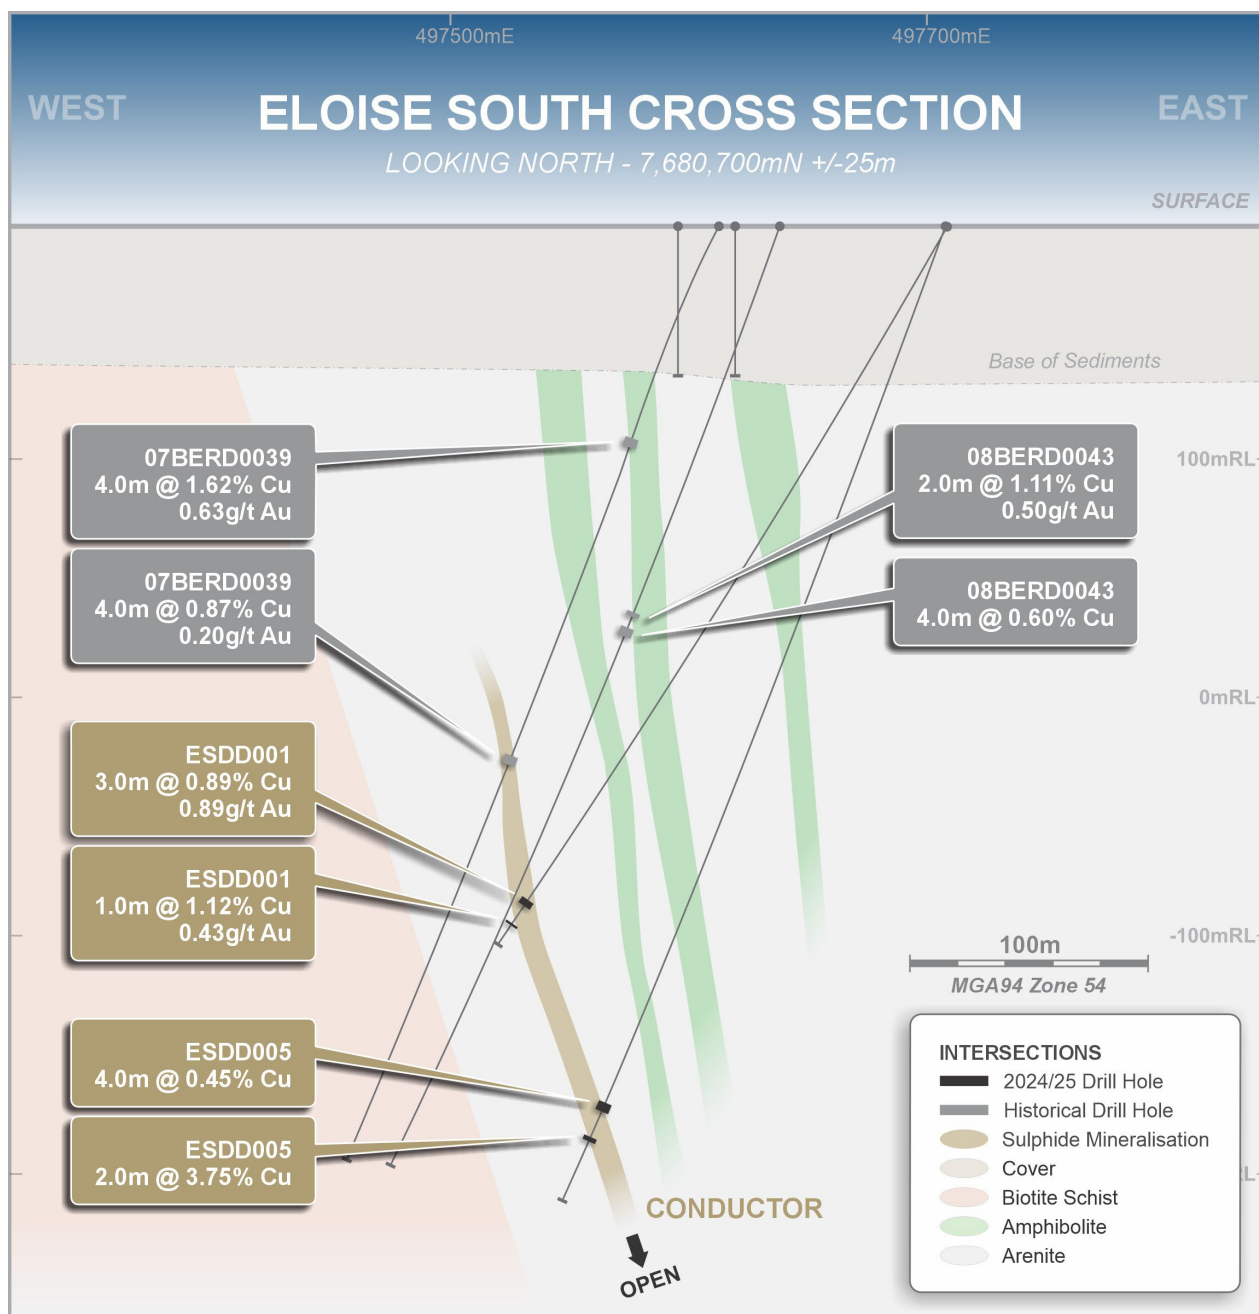 497500mE
497700mE
WEST
ELOISE SOUTH CROSS SECTION
EAST
LOOKING NORTH - 7,680,700mN +/-25m
SURFACE
Base of Sediments
07BERD0039
4.0m @ 1.62% Cu
0.63g/t Au
08BERD0043
2.0m @ 1.11% Cu
0.50g/t Au
100mRL
07BERD0039
4.0m @ 0.87% Cu
0.20g/t Au
08BERD0043
4.0m @ 0.60% Cu
0mRL
ESDD001
3.0m @ 0.89% Cu
0.89g/t Au
ESDD001
1.0m @ 1.12% Cu
0.43g/t Au
-100mRL
100m
MGA94 Zone 54
ESDD005
4.0m @ 0.45% Cu
ESDD005
2.0m @ 3.75% Cu
CONDUCTOR
OPEN
INTERSECTIONS
2024/25 Drill Hole
Historical Drill Hole
Sulphide Mineralisation
Cover
Biotite Schist
Amphibolite
Arenite